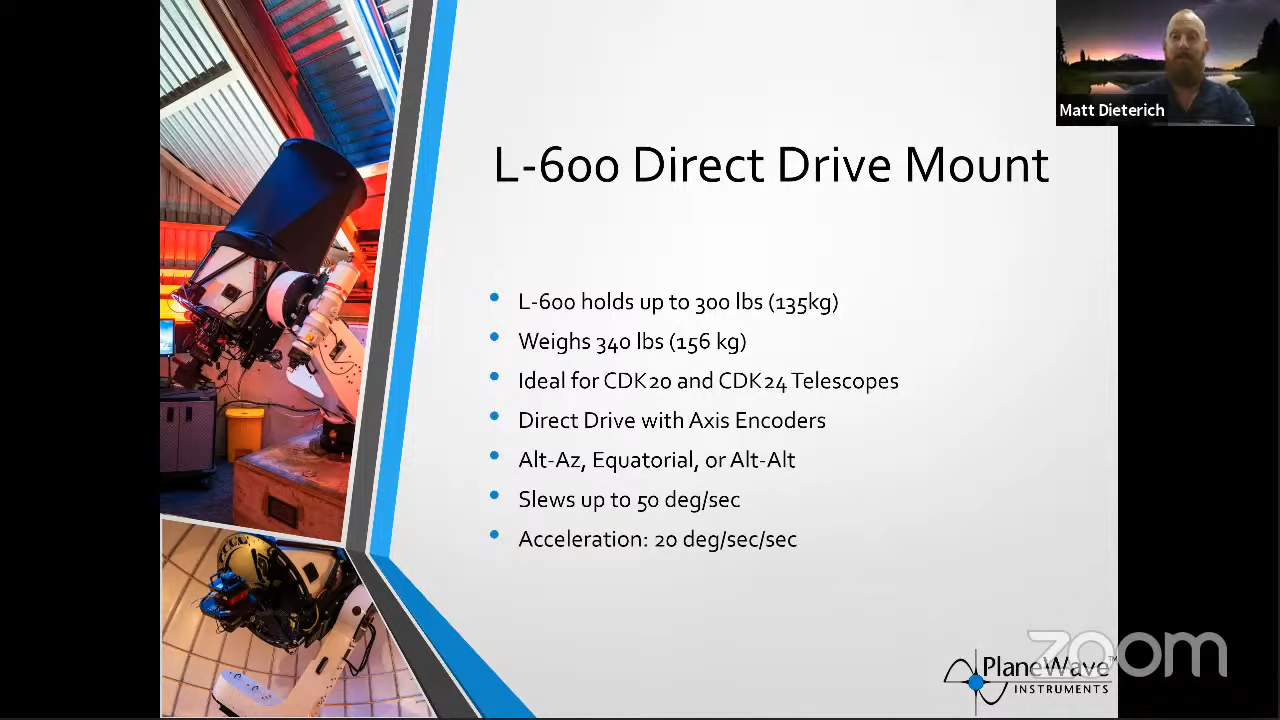 Matt Dieterich
L-600 Direct Drive Mount
• L-600 holds up to 300 lbs (135kg)
• Weighs 340 lbs (156 kg)
• Ideal for CDK20 and CDK24 Telescopes
• Direct Drive with Axis Encoders
• Alt-Az, Equatorial, or Alt-Alt
• Slews up to 50 deg/sec
• Acceleration: 20 deg/sec/sec
zoom
PlaneWave™
INSTRUMENTS